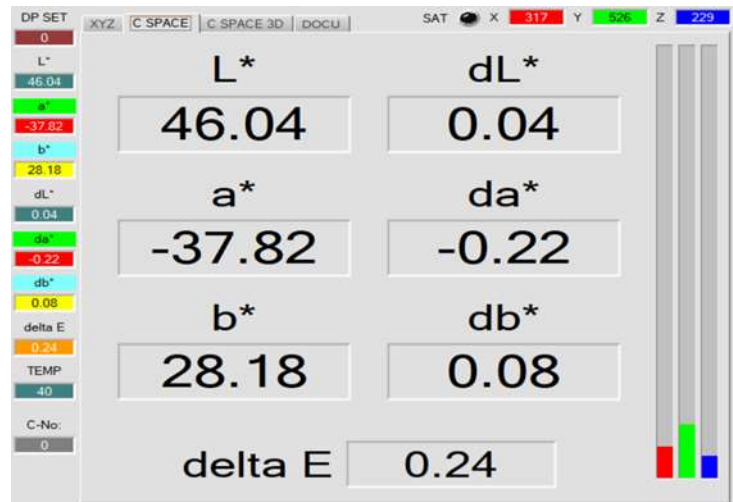 DP SET
0
L*
46.04
a*
-37.82
b*
28.18
dL*
0.04
da*
-0.22
db*
0.08
delta E
0.24
TEMP
40
C-No:
0
XYZ C SPACE C SPACE 3D DOCU
SAT X 317 Y 526 Z 229
L* dL*
46.04 0.04
a* da*
-37.82 -0.22
b* db*
28.18 0.08
delta E 0.24